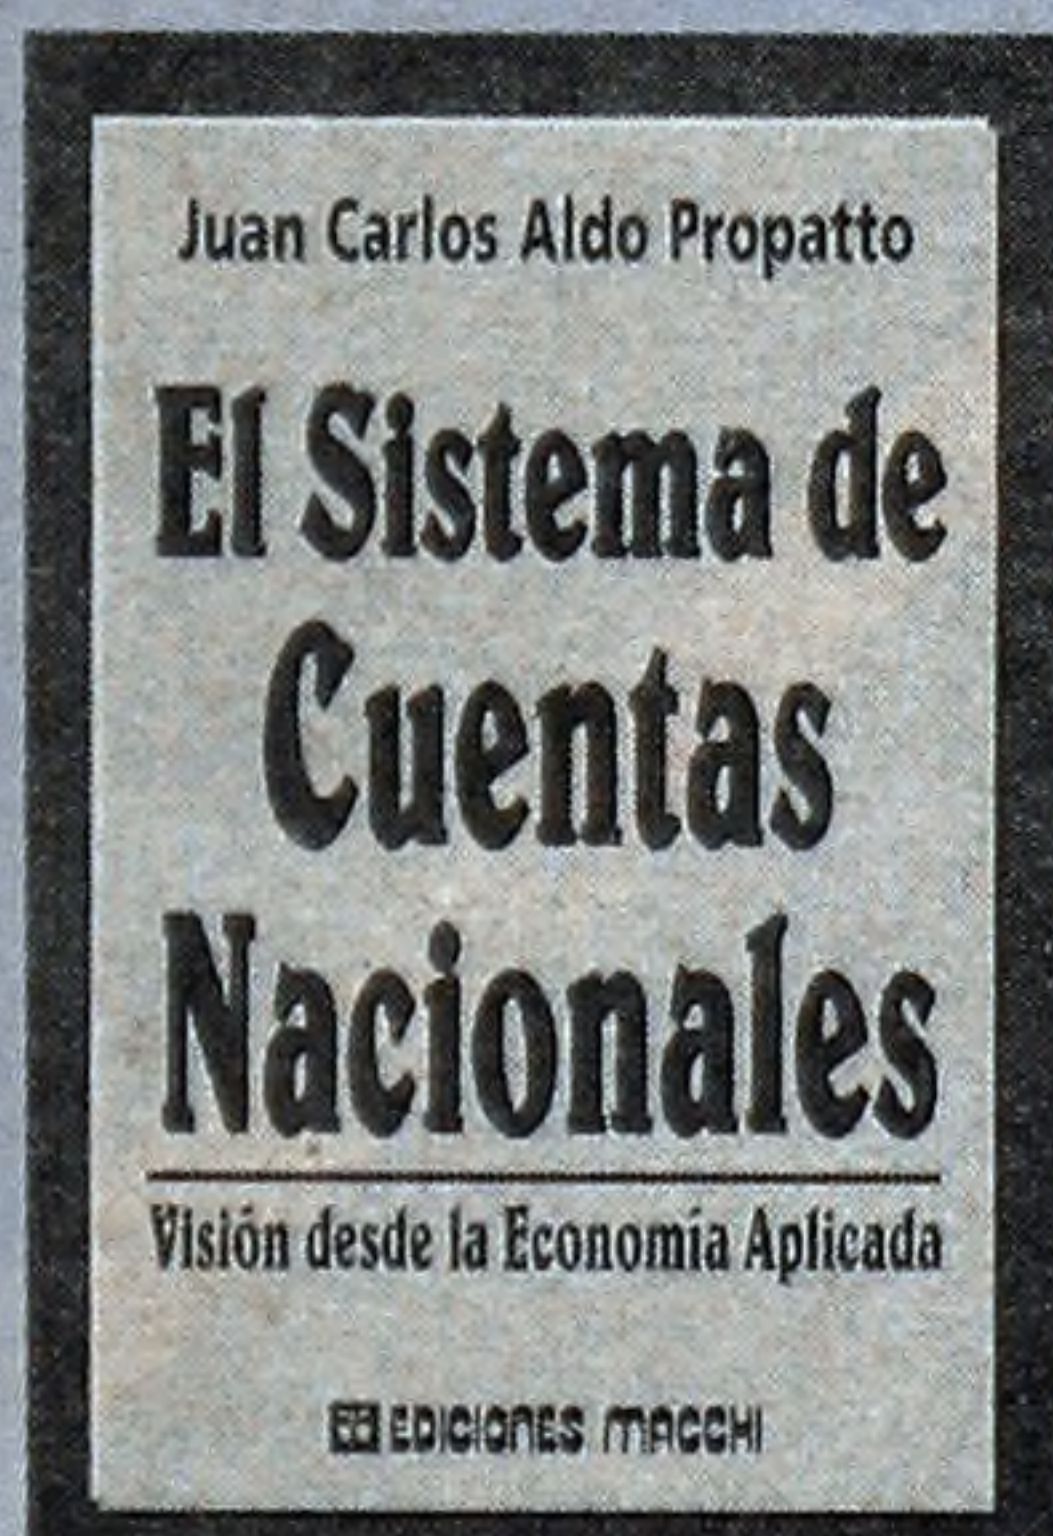 Juan Carlos Aldo Propatto
El Sistema de
Cuentas
Nacionales
Visión desde la Economía Aplicada
EDICIONES MACCHI